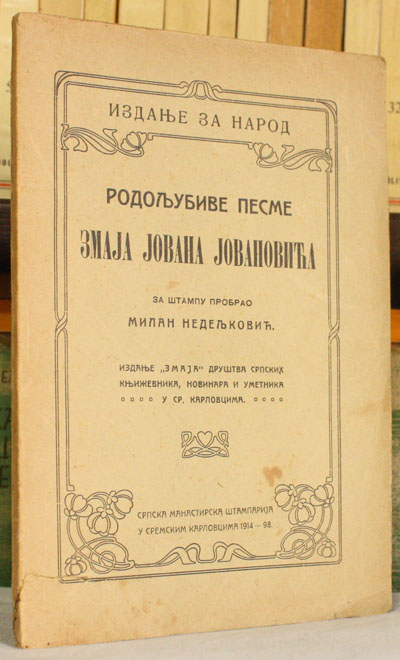 ИЗДАЊЕ ЗА НАРОД
РОДОЉУБИВЕ ПЕСМЕ
ЗМАЈА ЈОВАНА ЈОВАНОВИЋА
ЗА ШТАМПУ ПРОБРАО
МИЛАН НЕДЕЉКОВИЋ.
ИЗДАЊЕ „ЗМАЈА“ ДРУШТВА СРПСКИХ
КЊИЖЕВНИКА, НОВИНАРА И УМЕТНИКА
У СР. КАРЛОВЦИМА.
СРПСКА МАНАСТИРСКА ШТАМПАРИЈА
У СРЕМСКИМ КАРЛОВЦИМА 1914 — 98.